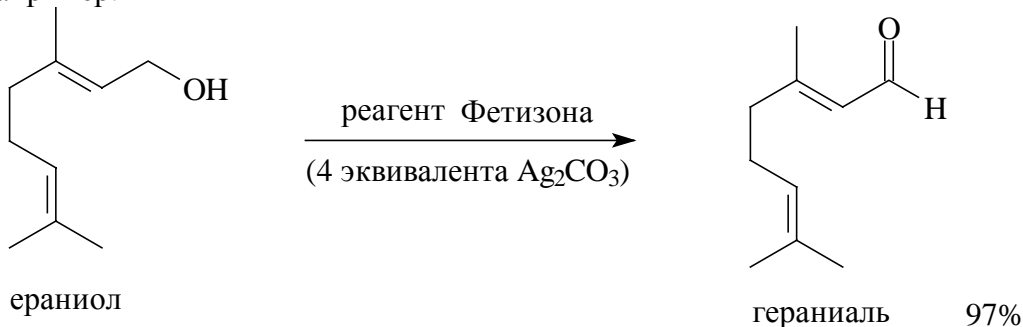 OH
реагент Фетизона
(4 эквивалента Ag₂CO₃)
O
H
ераниол
гераниаль 97%